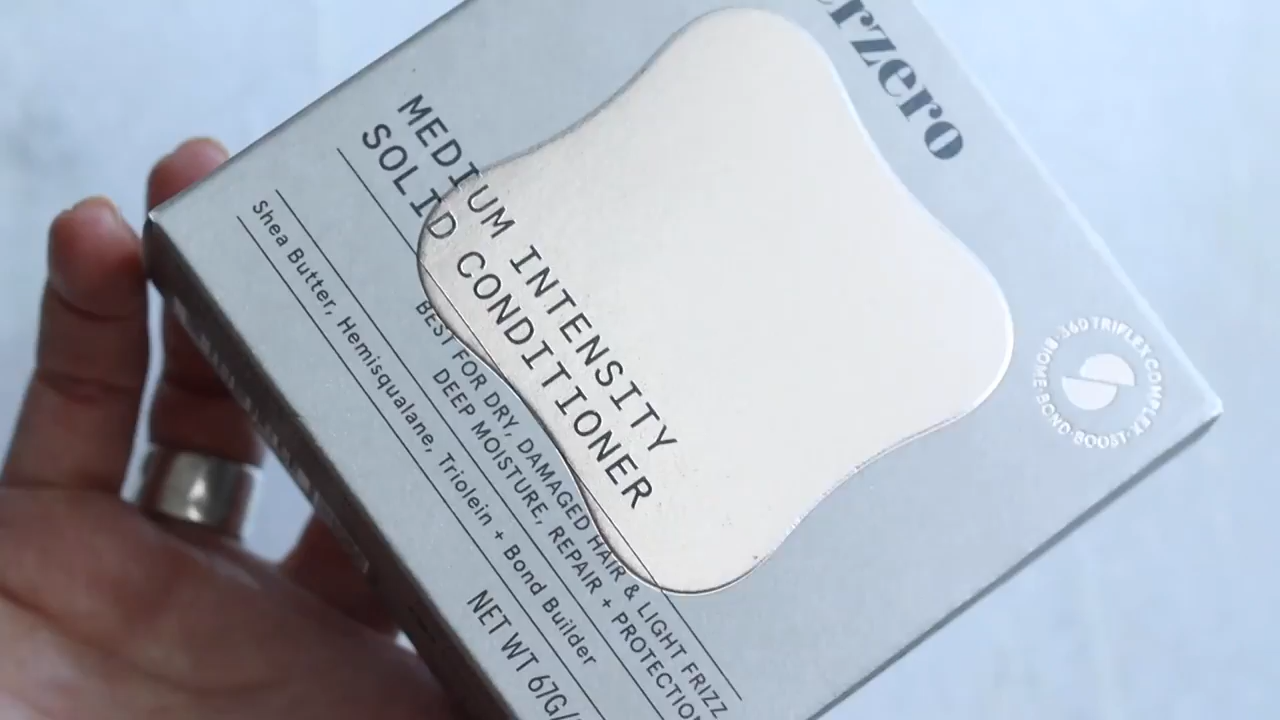 erzero
MEDIUM INTENSITY
SOLID CONDITIONER
BEST FOR DRY, DAMAGED HAIR & LIGHT FRIZZ
DEEP MOISTURE, REPAIR + PROTECTION
Shea Butter, Hemisqualane, Triolein + Bond Builder
NET WT 67G/
360 TRIFLEX COMPLEX · BOOST · BOND · BIOME ·